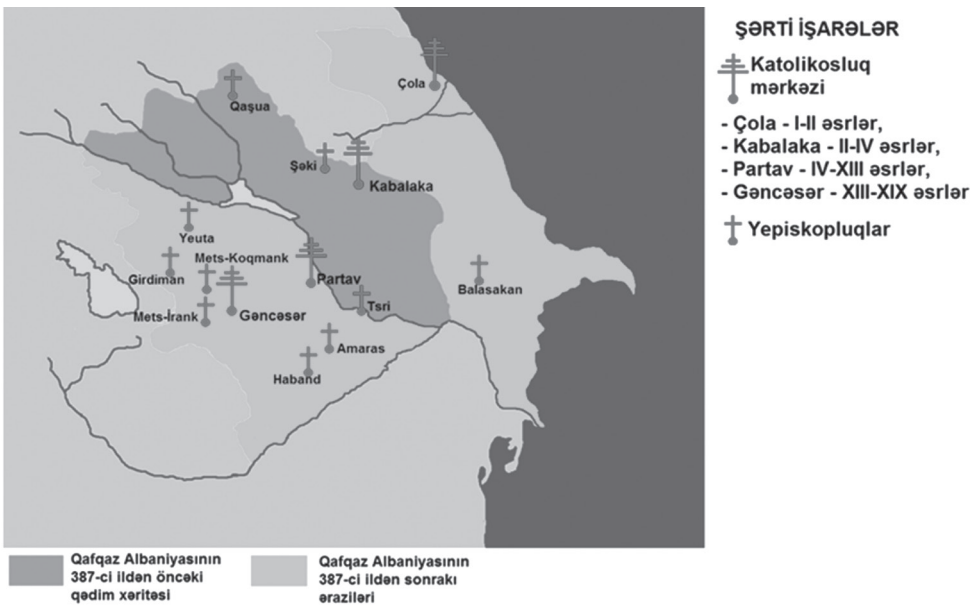 ŞƏRTİ İŞARƏLƏR
Katolikosluq
mərkəzi
- Çola - I-II əsrlər,
- Kabalaka - II-IV əsrlər,
- Partav - IV-XIII əsrlər,
- Gəncəsər - XIII-XIX əsrlər
Yepiskopluqlar
Çola
Qaşua
Şəki
Kabalaka
Yeuta
Mets-Koqmank
Girdiman
Partav
Balasakan
Mets-İrank
Gəncəsər
Tsri
Amaras
Haband
Qafqaz Albaniyasının
387-ci ildən öncəki
qədim xəritəsi
Qafqaz Albaniyasının
387-ci ildən sonrakı
əraziləri